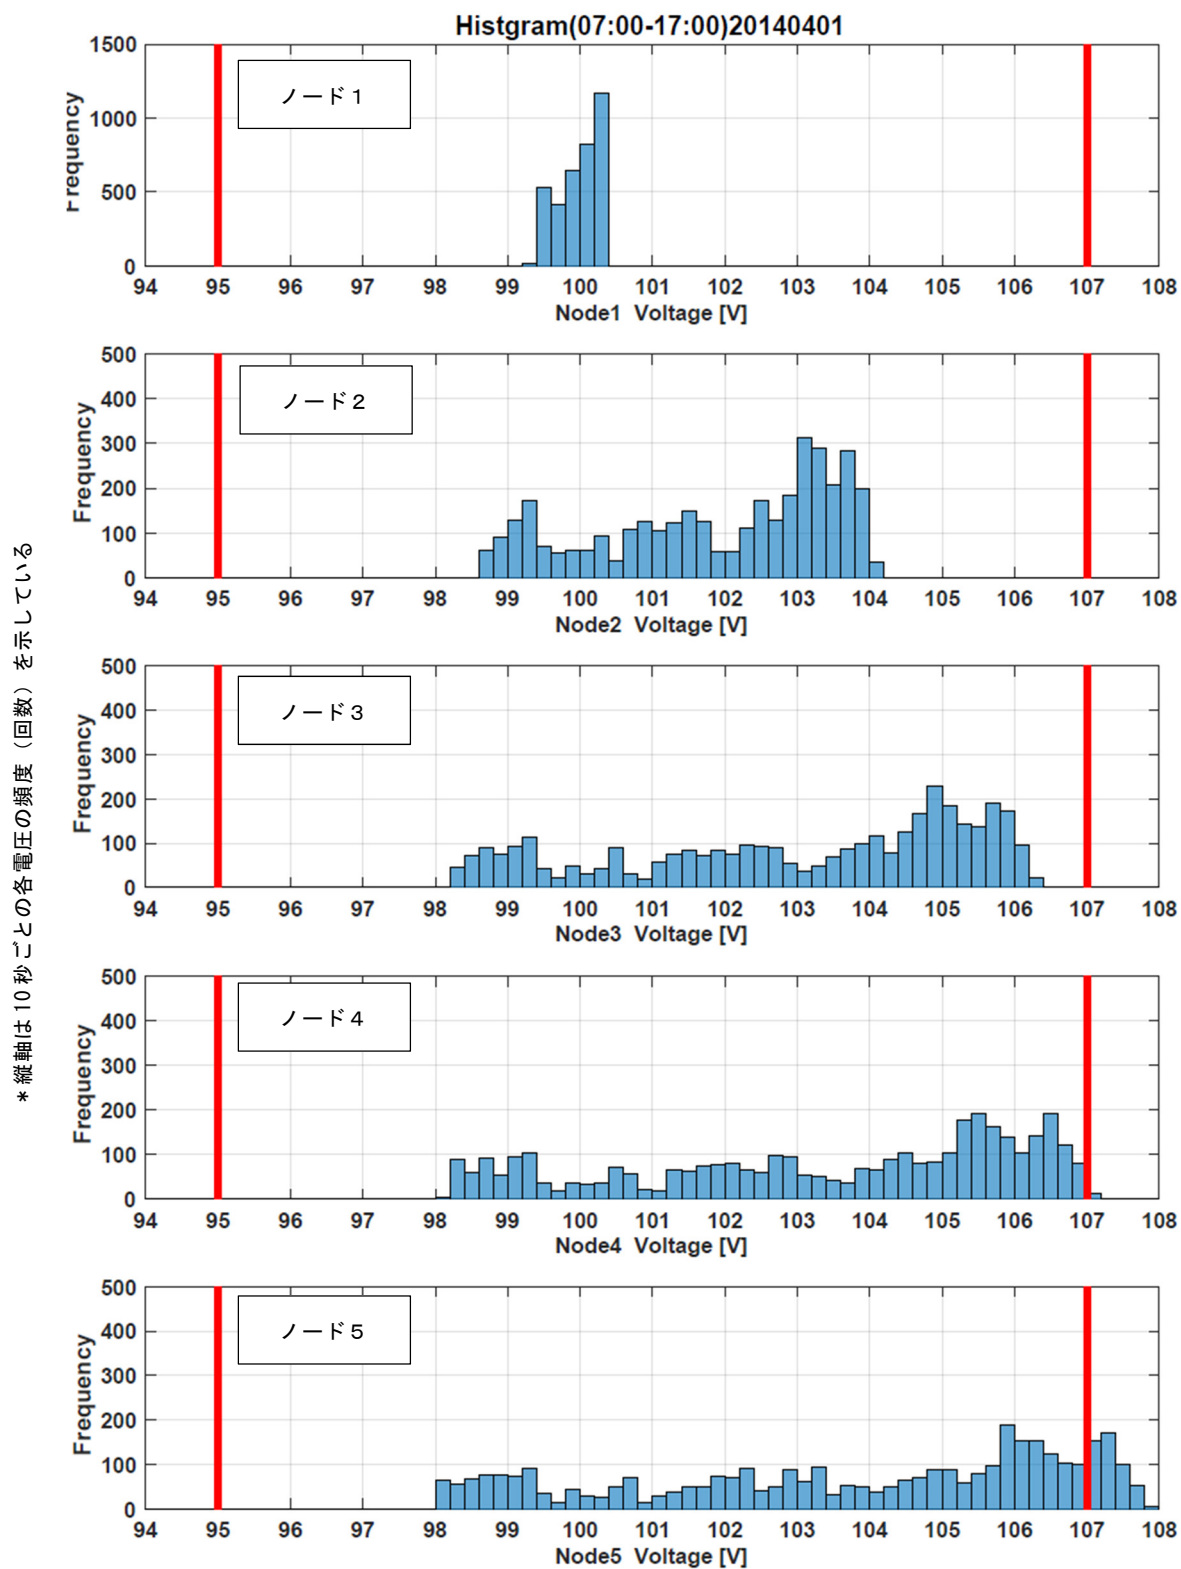 Histgram(07:00-17:00)20140401
1500
1000
500
0
Frequency
ノード1
94 95 96 97 98 99 100 101 102 103 104 105 106 107 108
Node1 Voltage [V]
500
400
300
200
100
0
Frequency
ノード2
94 95 96 97 98 99 100 101 102 103 104 105 106 107 108
Node2 Voltage [V]
500
400
300
200
100
0
Frequency
ノード3
94 95 96 97 98 99 100 101 102 103 104 105 106 107 108
Node3 Voltage [V]
500
400
300
200
100
0
Frequency
ノード4
94 95 96 97 98 99 100 101 102 103 104 105 106 107 108
Node4 Voltage [V]
500
400
300
200
100
0
Frequency
ノード5
94 95 96 97 98 99 100 101 102 103 104 105 106 107 108
Node5 Voltage [V]
*縦軸は10秒ごとの各電圧の頻度（回数）を示している